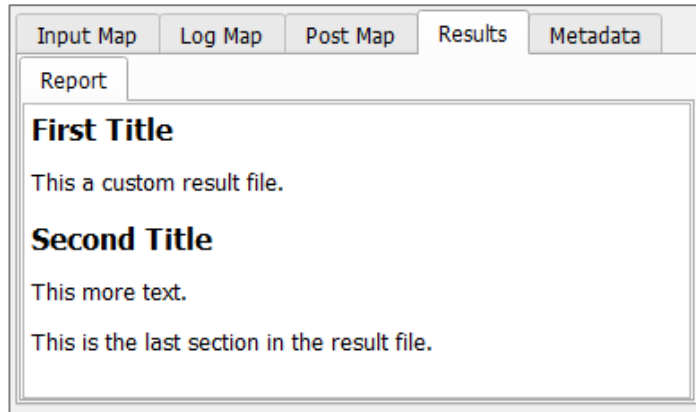 Input Map Log Map Post Map Results Metadata
Report
First Title
This a custom result file.
Second Title
This more text.
This is the last section in the result file.